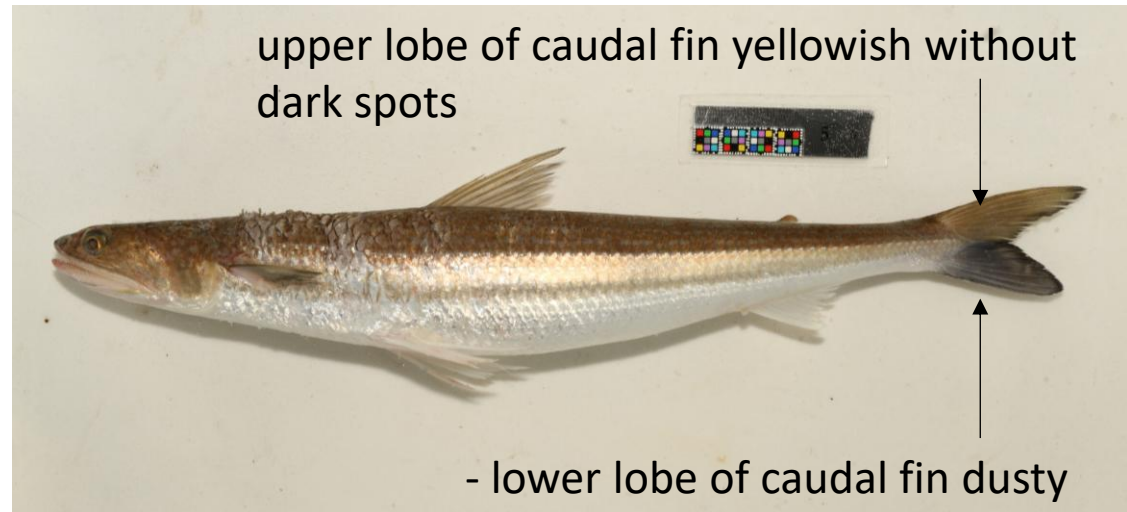 upper lobe of caudal fin yellowish without
dark spots
- lower lobe of caudal fin dusty